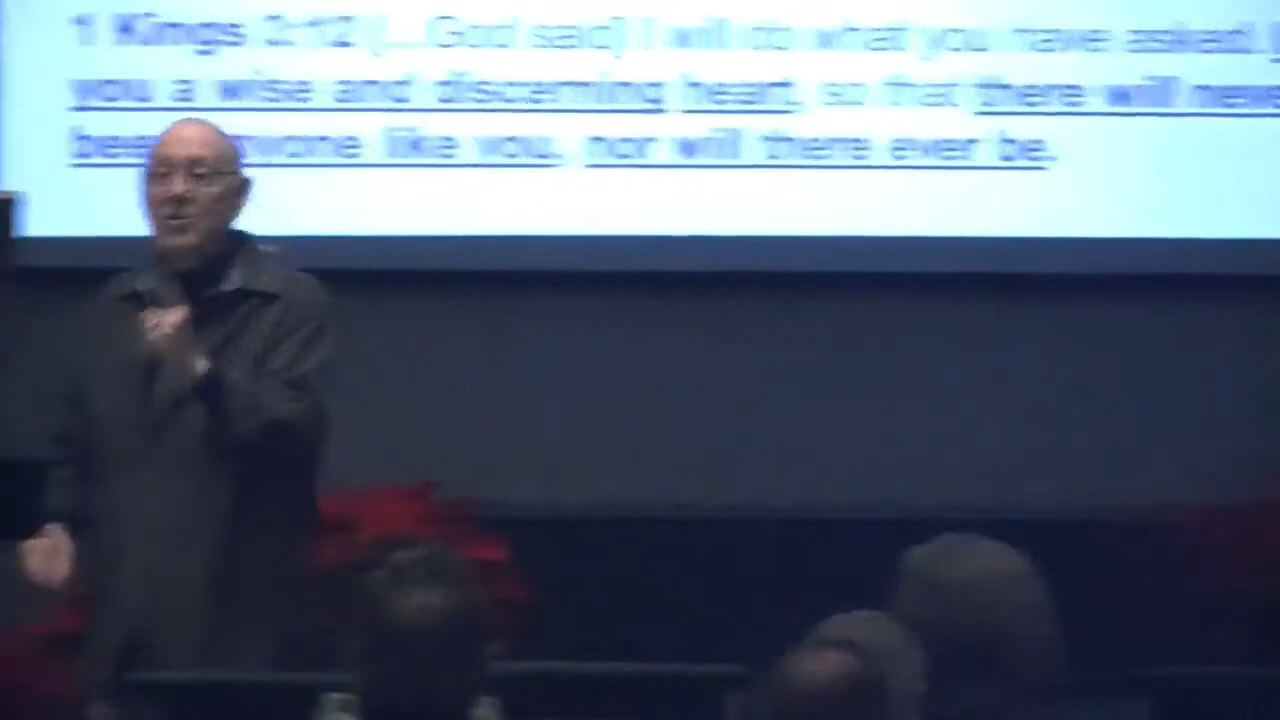 1 Kings 3:12 (...God said) I will do what you have asked.
you a wise and discerning heart, so that there will never
been anyone like you, nor will there ever be.